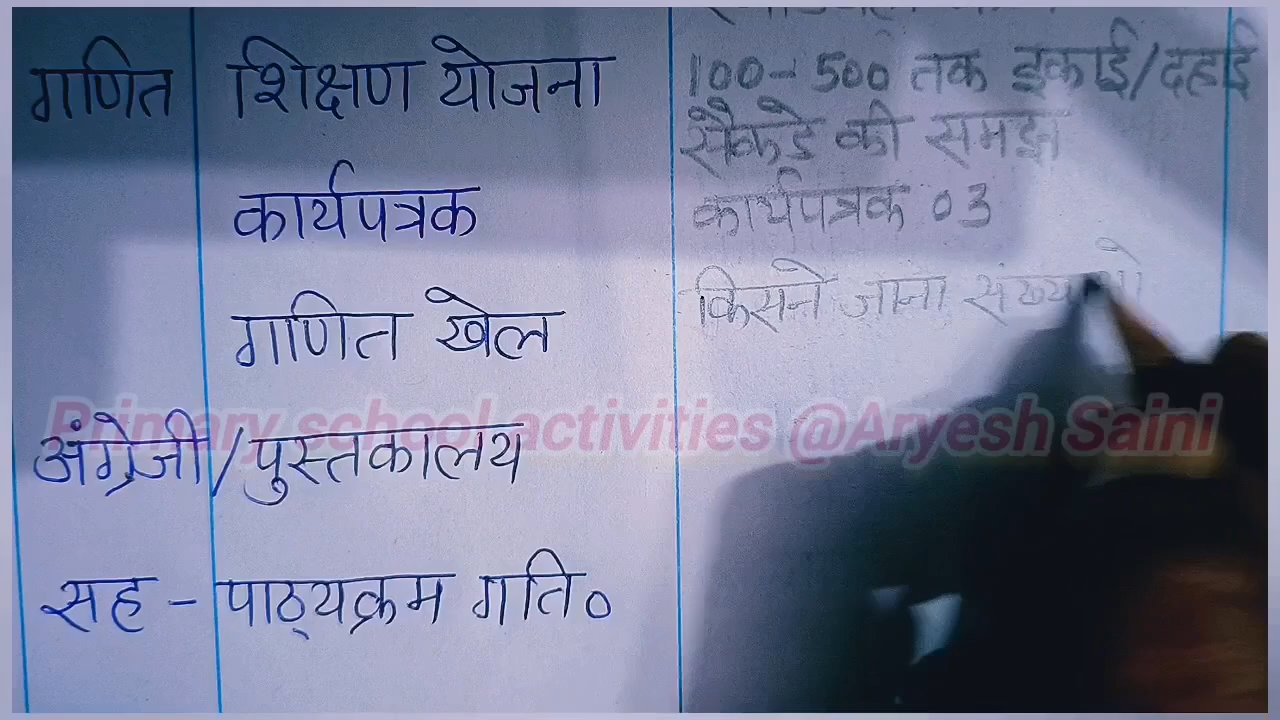 गणित शिक्षण योजना 100-500 तक इकाई/दहाई
सैकडे की समझ
कार्यपत्रक कार्यपत्रक 03
गणित खेल किसने जाना
Primary school activities @Aryesh Saini
अंग्रेजी/पुस्तकालय
सह - पाठ्यक्रम गति०